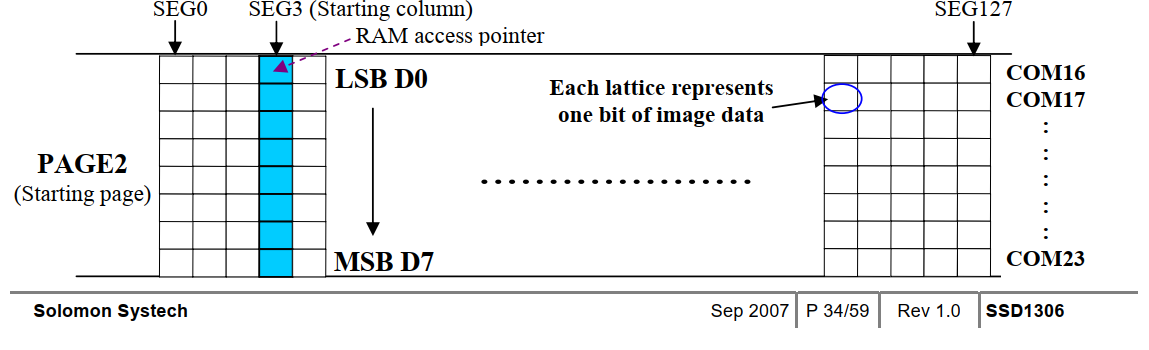 SEG0 SEG3 (Starting column) SEG127
RAM access pointer
LSB D0
Each lattice represents
one bit of image data
COM16
COM17
:
:
:
:
:
COM23
PAGE2
(Starting page)
.............................
MSB D7
Solomon Systech Sep 2007 P 34/59 Rev 1.0 SSD1306